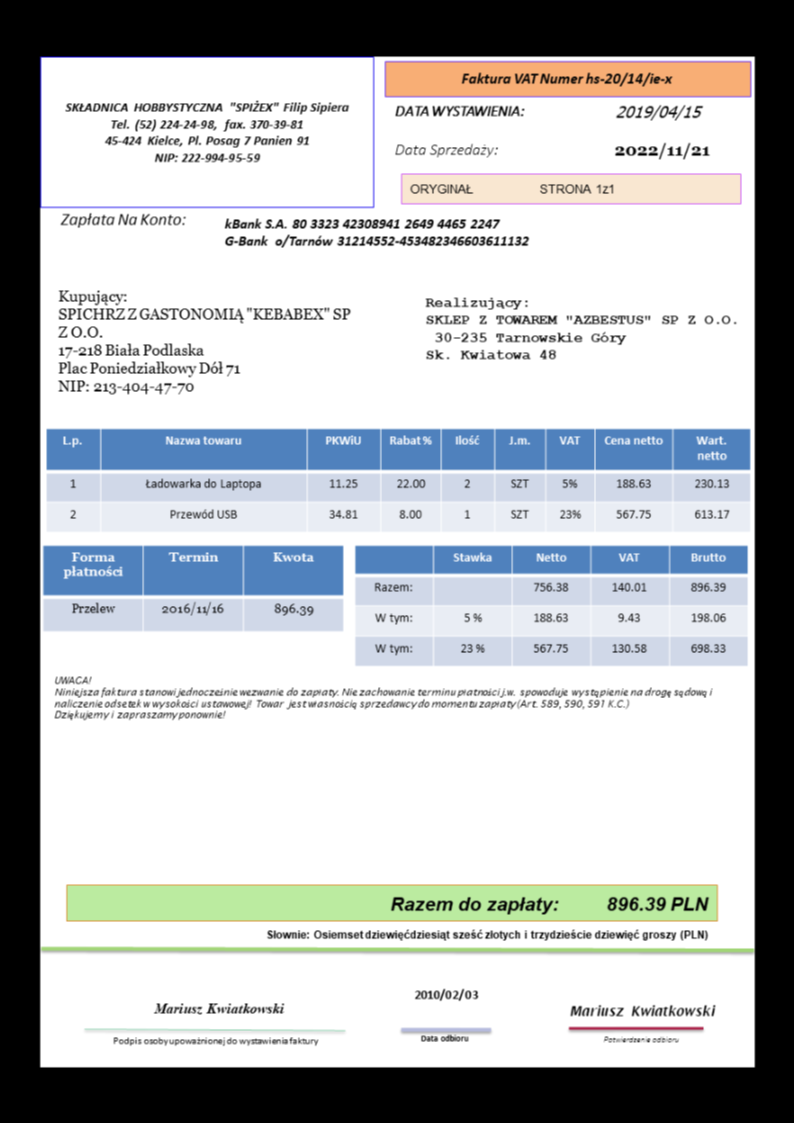 SKŁADNICA HOBBYSTYCZNA "SPIŻEX" Filip Sipiera
Tel. (52) 224-24-98, fax. 370-39-81
45-424 Kielce, Pl. Posag 7 Panien 91
NIP: 222-994-95-59
Faktura VAT Numer hs-20/14/ie-x
DATA WYSTAWIENIA: 2019/04/15
Data Sprzedaży: 2022/11/21
ORYGINAŁ STRONA 1z1
Zapłata Na Konto: kBank S.A. 80 3323 42308941 2649 4465 2247
G-Bank o/Tarnów 31214552-453482346603611132
Kupujący:
SPICHRZ Z GASTONOMIĄ "KEBABEX" SP
Z O.O.
17-218 Biała Podlaska
Plac Poniedziałkowy Dół 71
NIP: 213-404-47-70
Realizujący:
SKLEP Z TOWAREM "AZBESTUS" SP Z O.O.
30-235 Tarnowskie Góry
Sk. Kwiatowa 48
L.p. Nazwa towaru PKWiU Rabat % Ilość J.m. VAT Cena netto Wart. netto
1 Ładowarka do Laptopa 11.25 22.00 2 SZT 5% 188.63 230.13
2 Przewód USB 34.81 8.00 1 SZT 23% 567.75 613.17
Forma płatności Termin Kwota
Przelew 2016/11/16 896.39
Stawka Netto VAT Brutto
Razem: 756.38 140.01 896.39
W tym: 5 % 188.63 9.43 198.06
W tym: 23 % 567.75 130.58 698.33
UWAGA!
Niniejsza faktura stanowi jednocześnie wezwanie do zapłaty. Nie zachowanie terminu płatności j.w. spowoduje wystąpienie na drogę sądową i
naliczenie odsetek w wysokości ustawowej! Towar jest własnością sprzedawcy do momentu zapłaty (Art. 589, 590, 591 K.C.)
Dziękujemy i zapraszamy ponownie!
Razem do zapłaty: 896.39 PLN
Słownie: Osiemset dziewięćdziesiąt sześć złotych i trzydzieście dziewięć groszy (PLN)
Mariusz Kwiatkowski
Podpis osoby upoważnionej do wystawienia faktury
2010/02/03
Data odbioru
Mariusz Kwiatkowski
Potwierdzenie odbioru